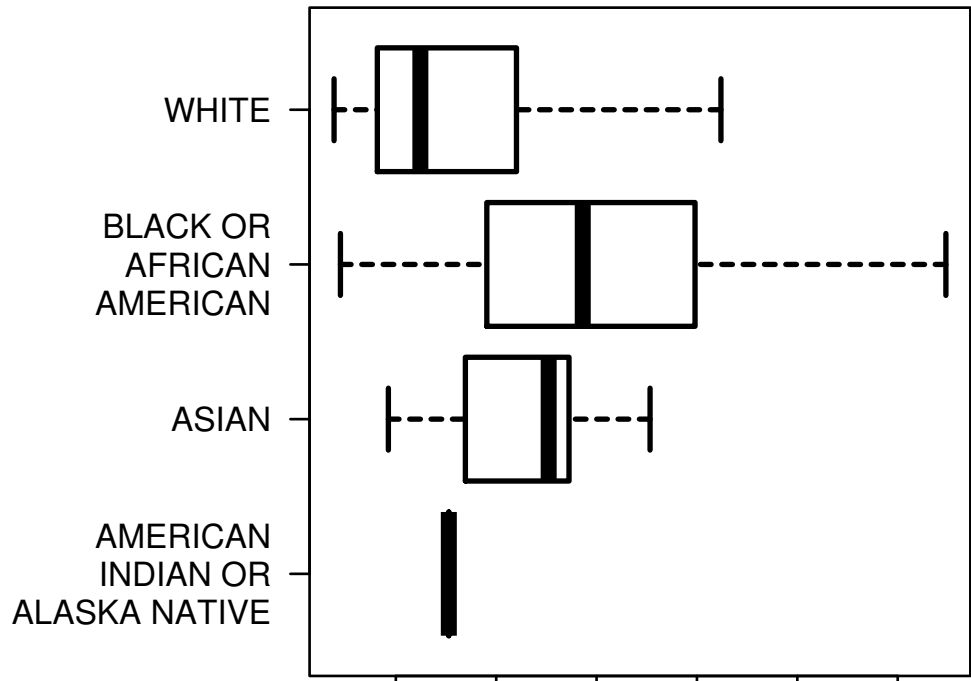 WHITE
BLACK OR
AFRICAN
AMERICAN
ASIAN
AMERICAN
INDIAN OR
ALASKA NATIVE